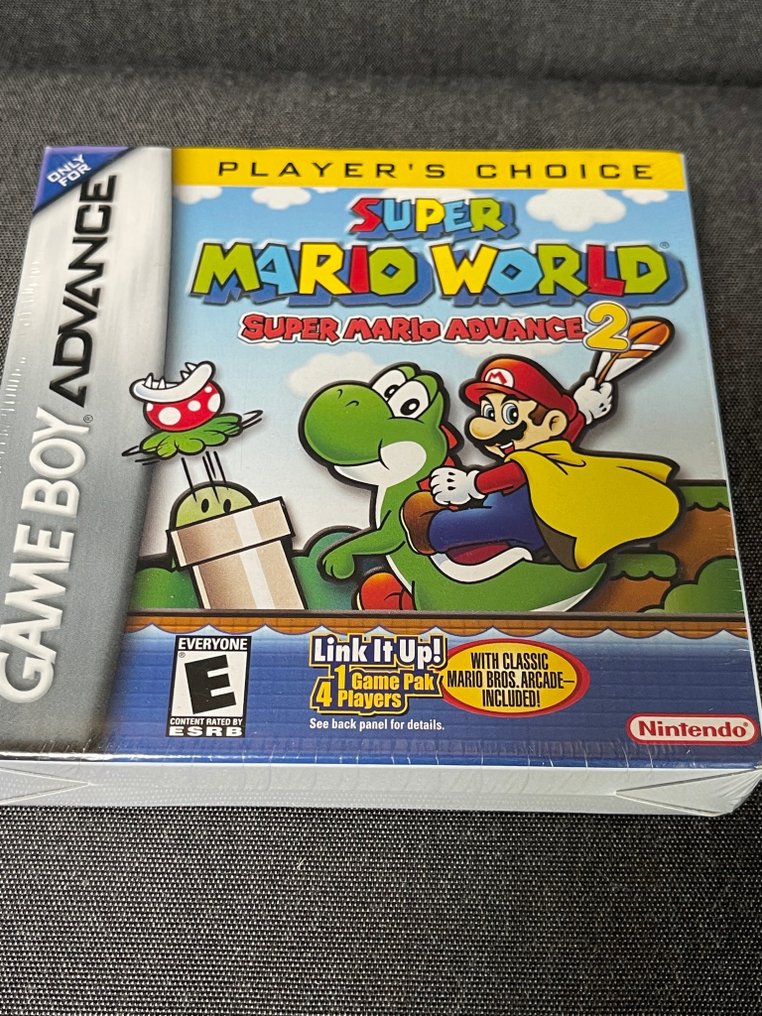 ONLY
FOR
GAME BOY ADVANCE
PLAYER'S CHOICE
SUPER
MARIO WORLD®
SUPER MARIO ADVANCE 2
M
EVERYONE
E
CONTENT RATED BY
ESRB
Link It Up!
1 Game Pak
4 Players
See back panel for details.
WITH CLASSIC
MARIO BROS. ARCADE—
INCLUDED!
Nintendo®